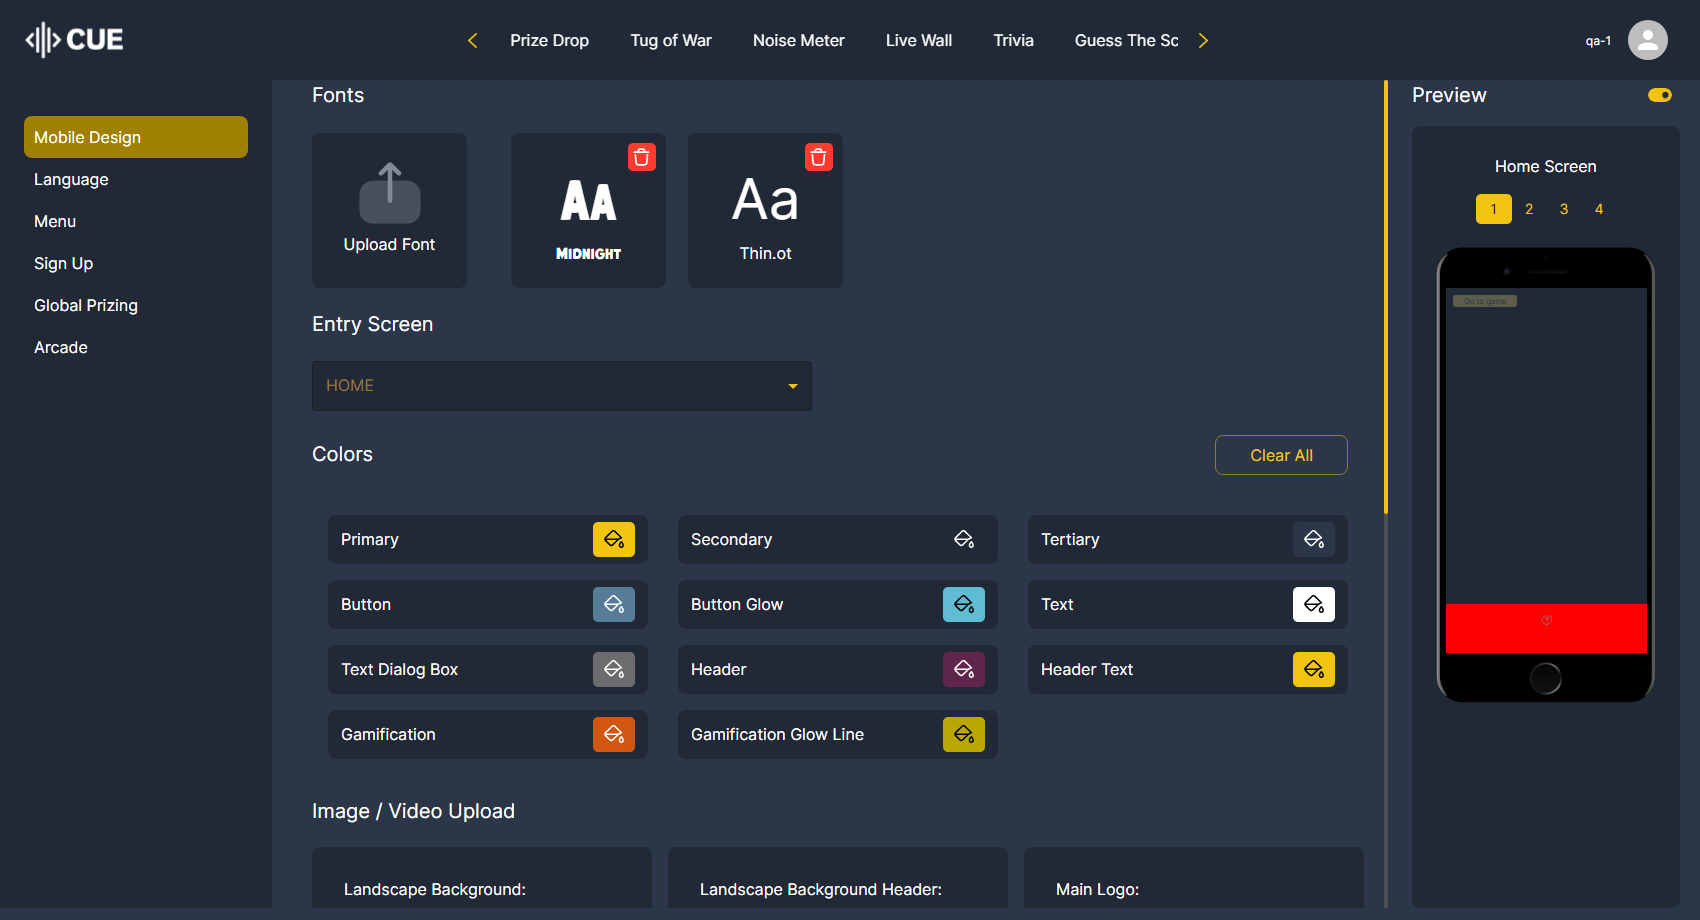 CUE
Prize Drop
Tug of War
Noise Meter
Live Wall
Trivia
Guess The Sc
qa-1
Mobile Design
Language
Menu
Sign Up
Global Prizing
Arcade
Fonts
Upload Font
AA
MIDNIGHT
Aa
Thin.ot
Entry Screen
HOME
Colors
Clear All
Primary
Secondary
Tertiary
Button
Button Glow
Text
Text Dialog Box
Header
Header Text
Gamification
Gamification Glow Line
Image / Video Upload
Landscape Background:
Landscape Background Header:
Main Logo:
Preview
Home Screen
1 2 3 4
Go to game